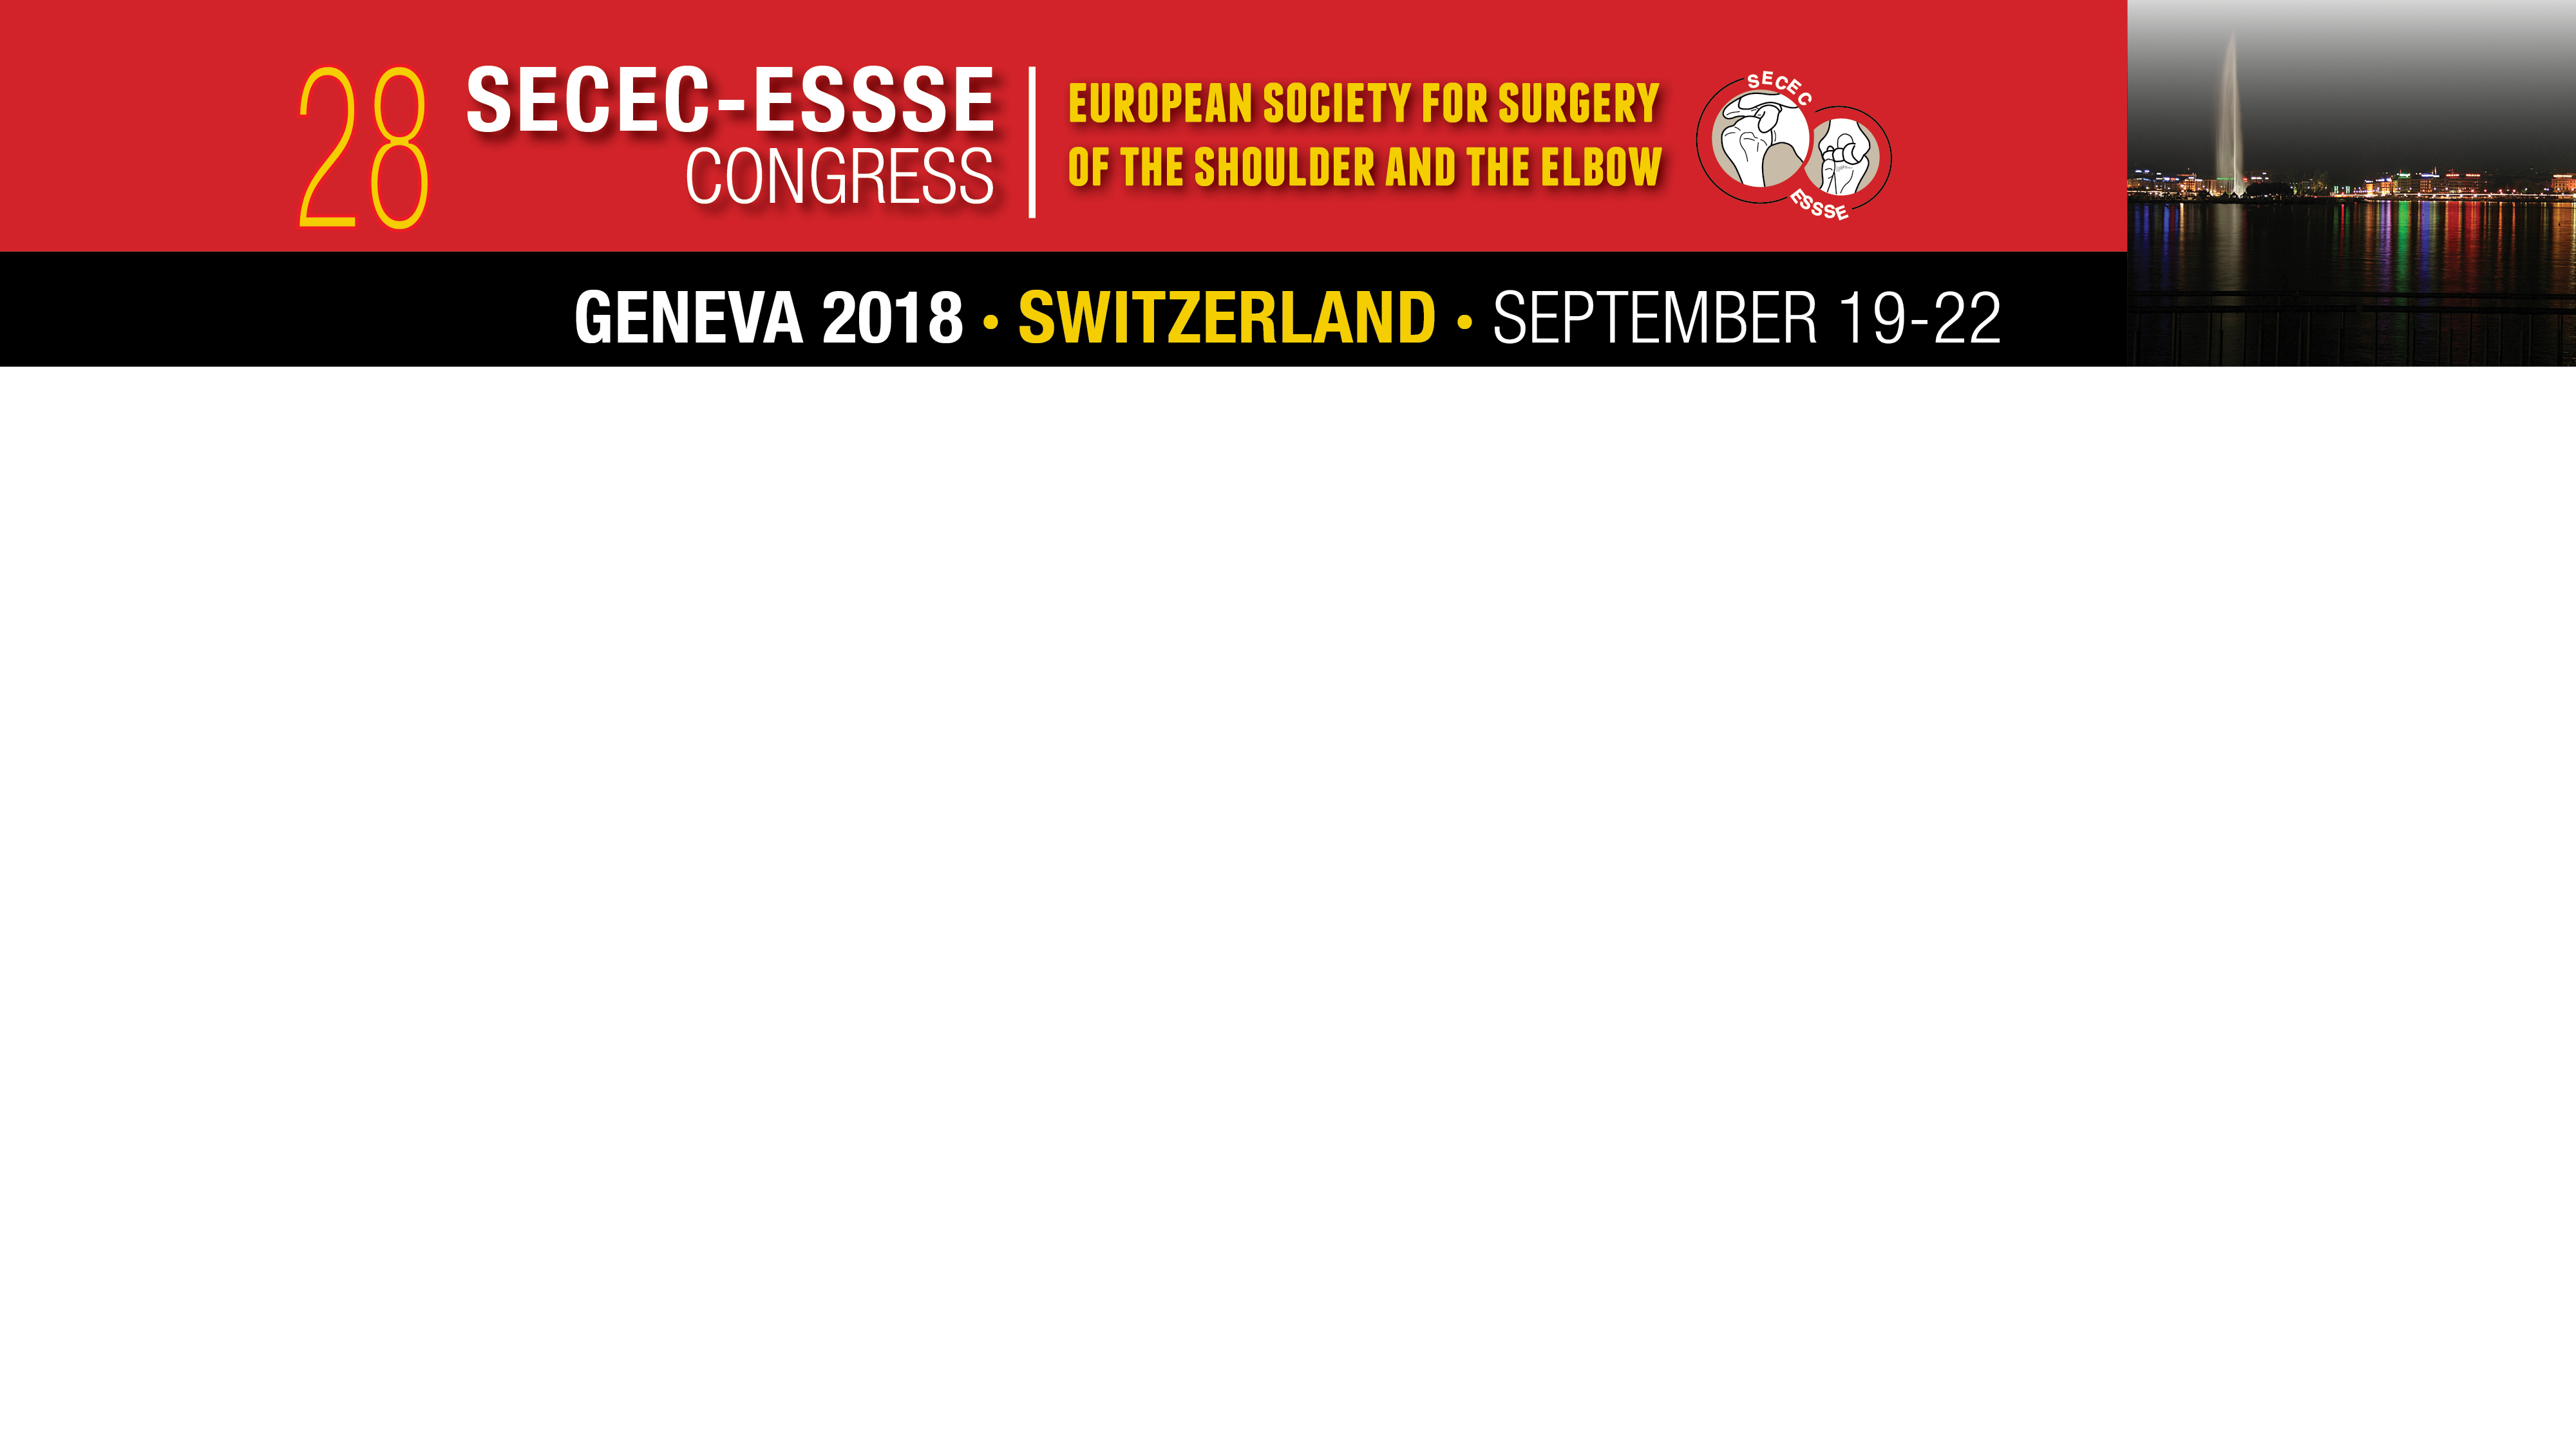 28
SECEC-ESSSE
CONGRESS
EUROPEAN SOCIETY FOR SURGERY
OF THE SHOULDER AND THE ELBOW
SECEC
ESSSE
GENEVA 2018 • SWITZERLAND • SEPTEMBER 19-22